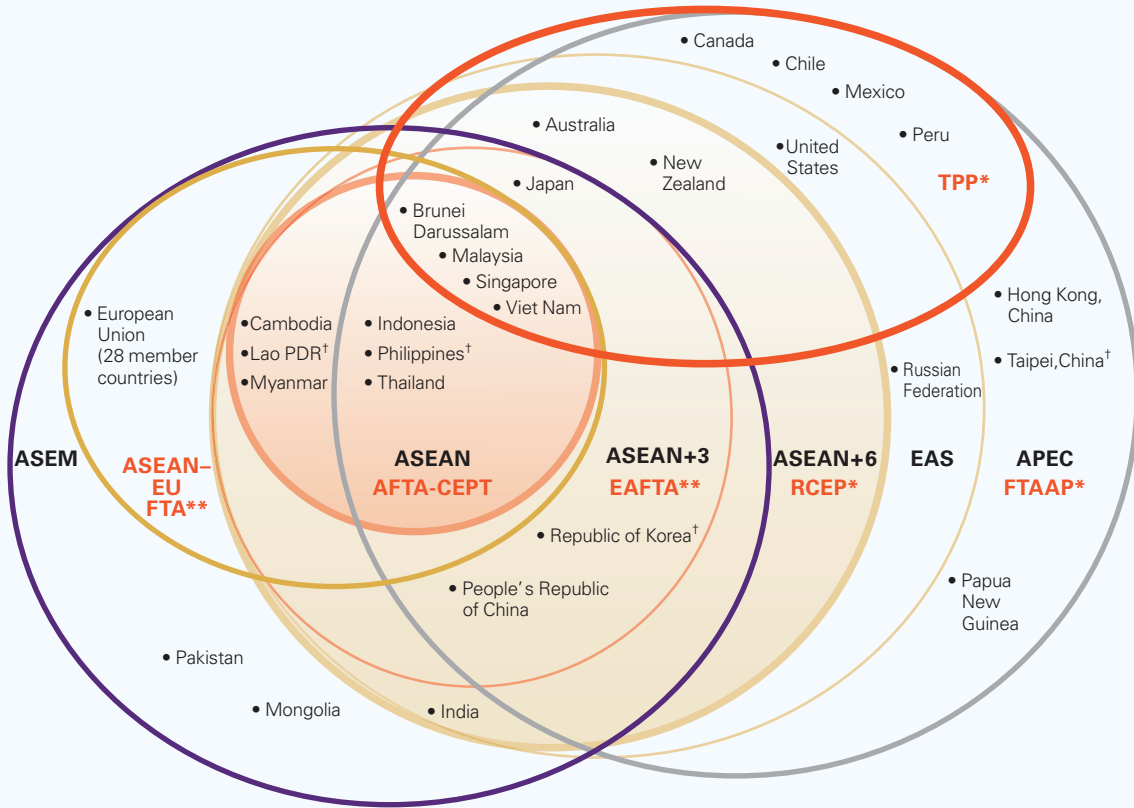 • Canada
• Chile
• Mexico
• Australia
• Peru
• United
States
• New
Zealand
TPP*
• Japan
• Brunei
Darussalam
• Malaysia
• Singapore
• Viet Nam
• Hong Kong,
China
• European
Union
(28 member
countries)
• Cambodia
• Indonesia
• Lao PDR†
• Philippines†
• Myanmar
• Thailand
• Taipei,China†
• Russian
Federation
ASEM
ASEAN–
EU
FTA**
ASEAN
AFTA-CEPT
ASEAN+3
EAFTA**
ASEAN+6
RCEP*
EAS
APEC
FTAAP*
• Republic of Korea†
• People's Republic
of China
• Papua
New
Guinea
• Pakistan
• Mongolia
• India